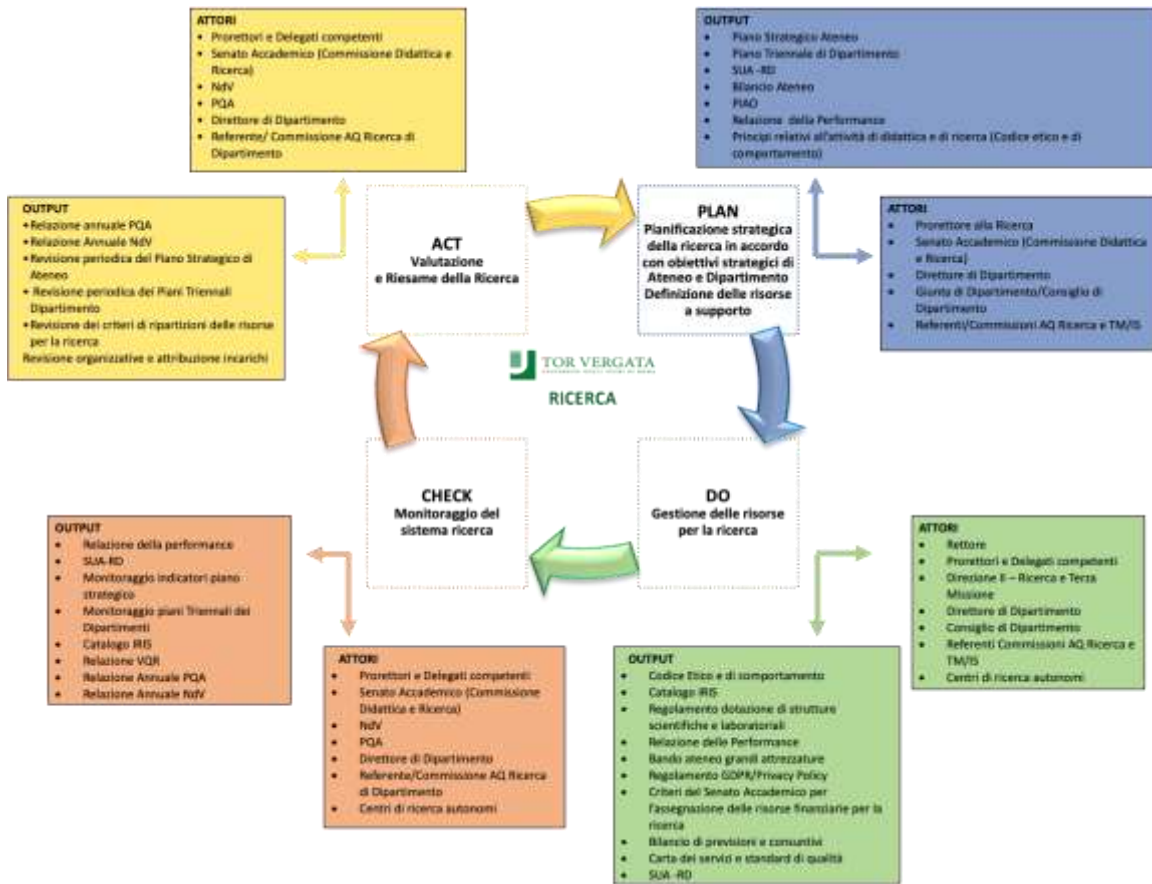 ATTORI
• Prorettori e Delegati competenti
• Senato Accademico (Commissione Didattica e
Ricerca)
• NdV
• PQA
• Direttore di Dipartimento
• Referente/ Commissione AQ Ricerca di
Dipartimento
OUTPUT
• Piano Strategico Ateneo
• Piano Triennale di Dipartimento
• SUA -RD
• Bilancio Ateneo
• PIAO
• Relazione della Performance
• Principi relativi all'attività di didattica e di ricerca (Codice etico e di
comportamento)
OUTPUT
•Relazione annuale PQA
•Relazione Annuale NdV
•Revisione periodica del Piano Strategico di
Ateneo
• Revisione periodica dei Piani Triennali
Dipartimento
•Revisione dei criteri di ripartizioni delle risorse
per la ricerca
Revisione organizzative e attribuzione incarichi
ACT
Valutazione
e Riesame della Ricerca
PLAN
Pianificazione strategica
della ricerca in accordo
con obiettivi strategici di
Ateneo e Dipartimento
Definizione delle risorse
a supporto
ATTORI
• Prorettore alla Ricerca
• Senato Accademico (Commissione Didattica
e Ricerca)
• Direttore di Dipartimento
• Giunta di Dipartimento/Consiglio di
Dipartimento
• Referenti/Commissioni AQ Ricerca e TM/IS
TOR VERGATA
UNIVERSITÀ DEGLI STUDI DI ROMA
RICERCA
CHECK
Monitoraggio del
sistema ricerca
DO
Gestione delle risorse
per la ricerca
OUTPUT
• Relazione della performance
• SUA-RD
• Monitoraggio indicatori piano
strategico
• Monitoraggio piani Triennali dei
Dipartimenti
• Catalogo IRIS
• Relazione VQR
• Relazione Annuale PQA
• Relazione Annuale NdV
ATTORI
• Prorettori e Delegati competenti
• Senato Accademico (Commissione
Didattica e Ricerca)
• NdV
• PQA
• Direttore di Dipartimento
• Referente/Commissione AQ Ricerca
di Dipartimento
• Centri di ricerca autonomi
OUTPUT
• Codice Etico e di comportamento
• Catalogo IRIS
• Regolamento dotazione di strutture
scientifiche e laboratoriali
• Relazione delle Performance
• Bando ateneo grandi attrezzature
• Regolamento GDPR/Privacy Policy
• Criteri del Senato Accademico per
l'assegnazione delle risorse finanziarie per la
ricerca
• Bilancio di previsioni e consuntivi
• Carta dei servizi e standard di qualità
• SUA -RD
ATTORI
• Rettore
• Prorettori e Delegati competenti
• Direzione II – Ricerca e Terza
Missione
• Direttore di Dipartimento
• Consiglio di Dipartimento
• Referenti Commissioni AQ Ricerca e
TM/IS
• Centri di ricerca autonomi